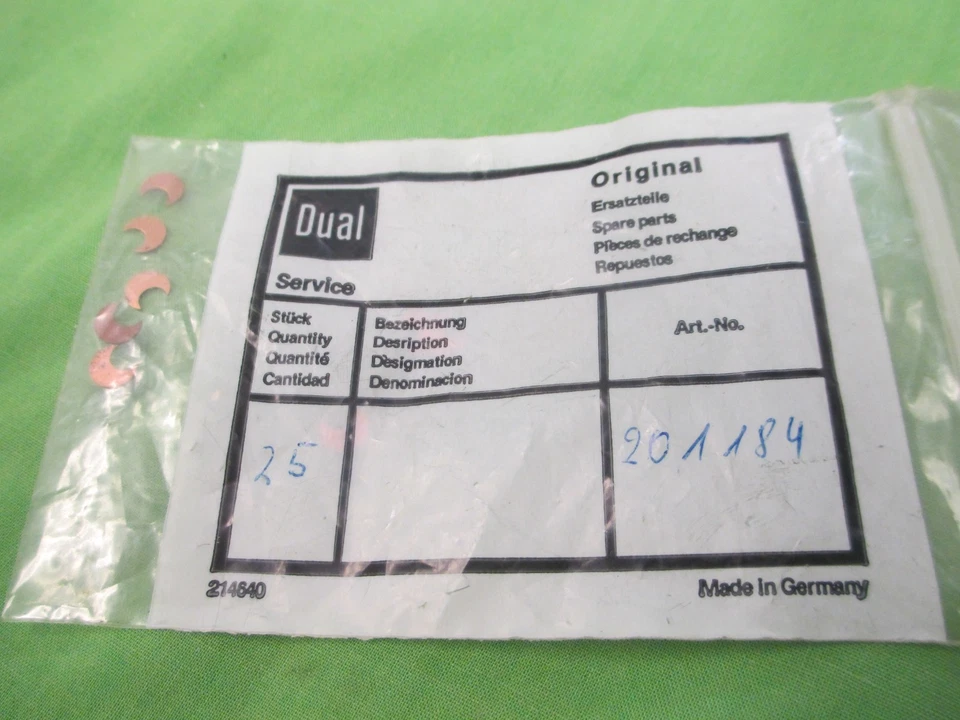 Dual
Service
Original
Ersatzteile
Spare parts
Pièces de rechange
Repuestos
Stück
Quantity
Quantité
Cantidad
Bezeichnung
Desription
Dèsigmation
Denominacion
Art.-No.
25
201184
214640
Made in Germany